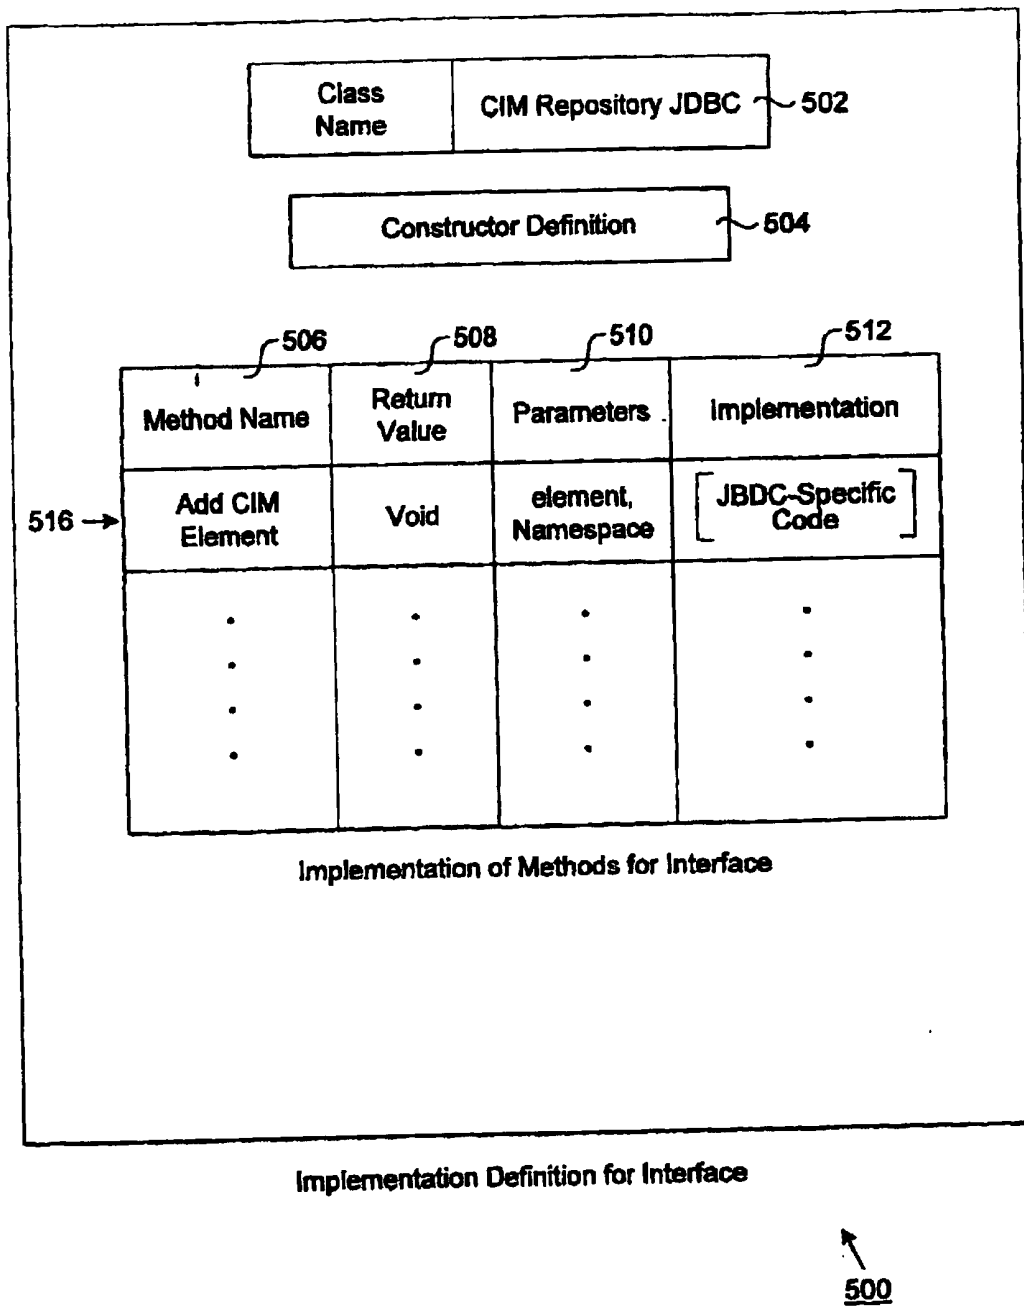 Class
Name
CIM Repository JDBC
502
Constructor Definition
504
506
508
510
512
Method Name
Return
Value
Parameters
Implementation
516
Add CIM
Element
Void
element,
Namespace
JBDC-Specific
Code
Implementation of Methods for Interface
Implementation Definition for Interface
500